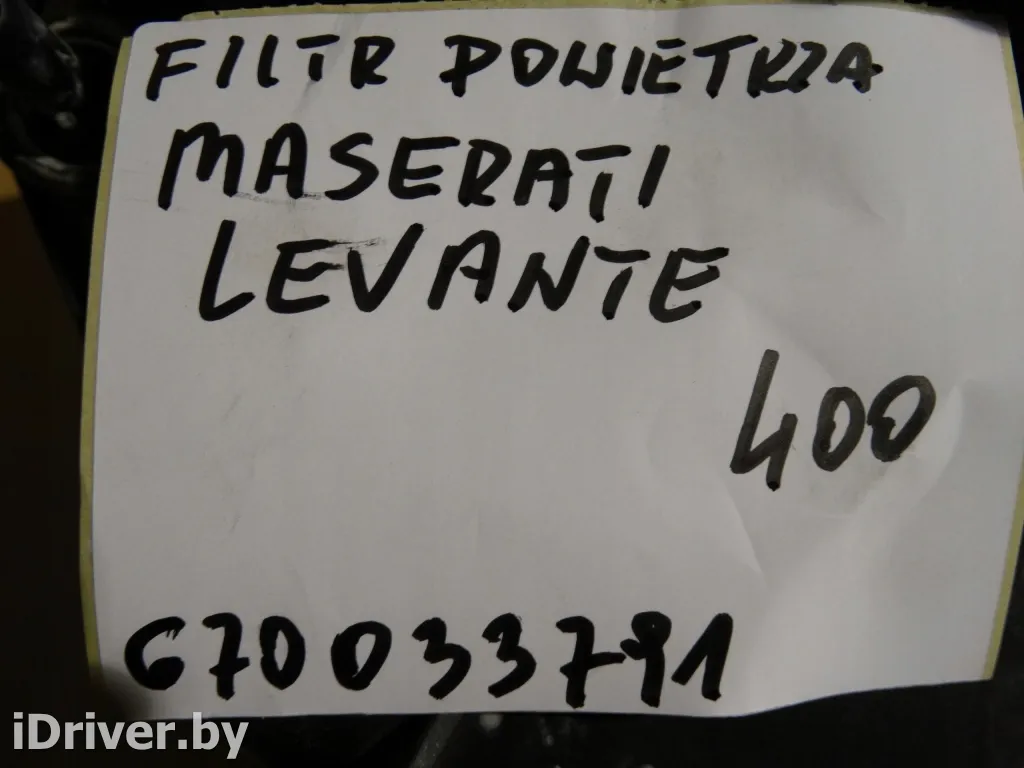 FILTR POWIETRZA
MASERATI
LEVANTE
400
670033791
iDriver.by